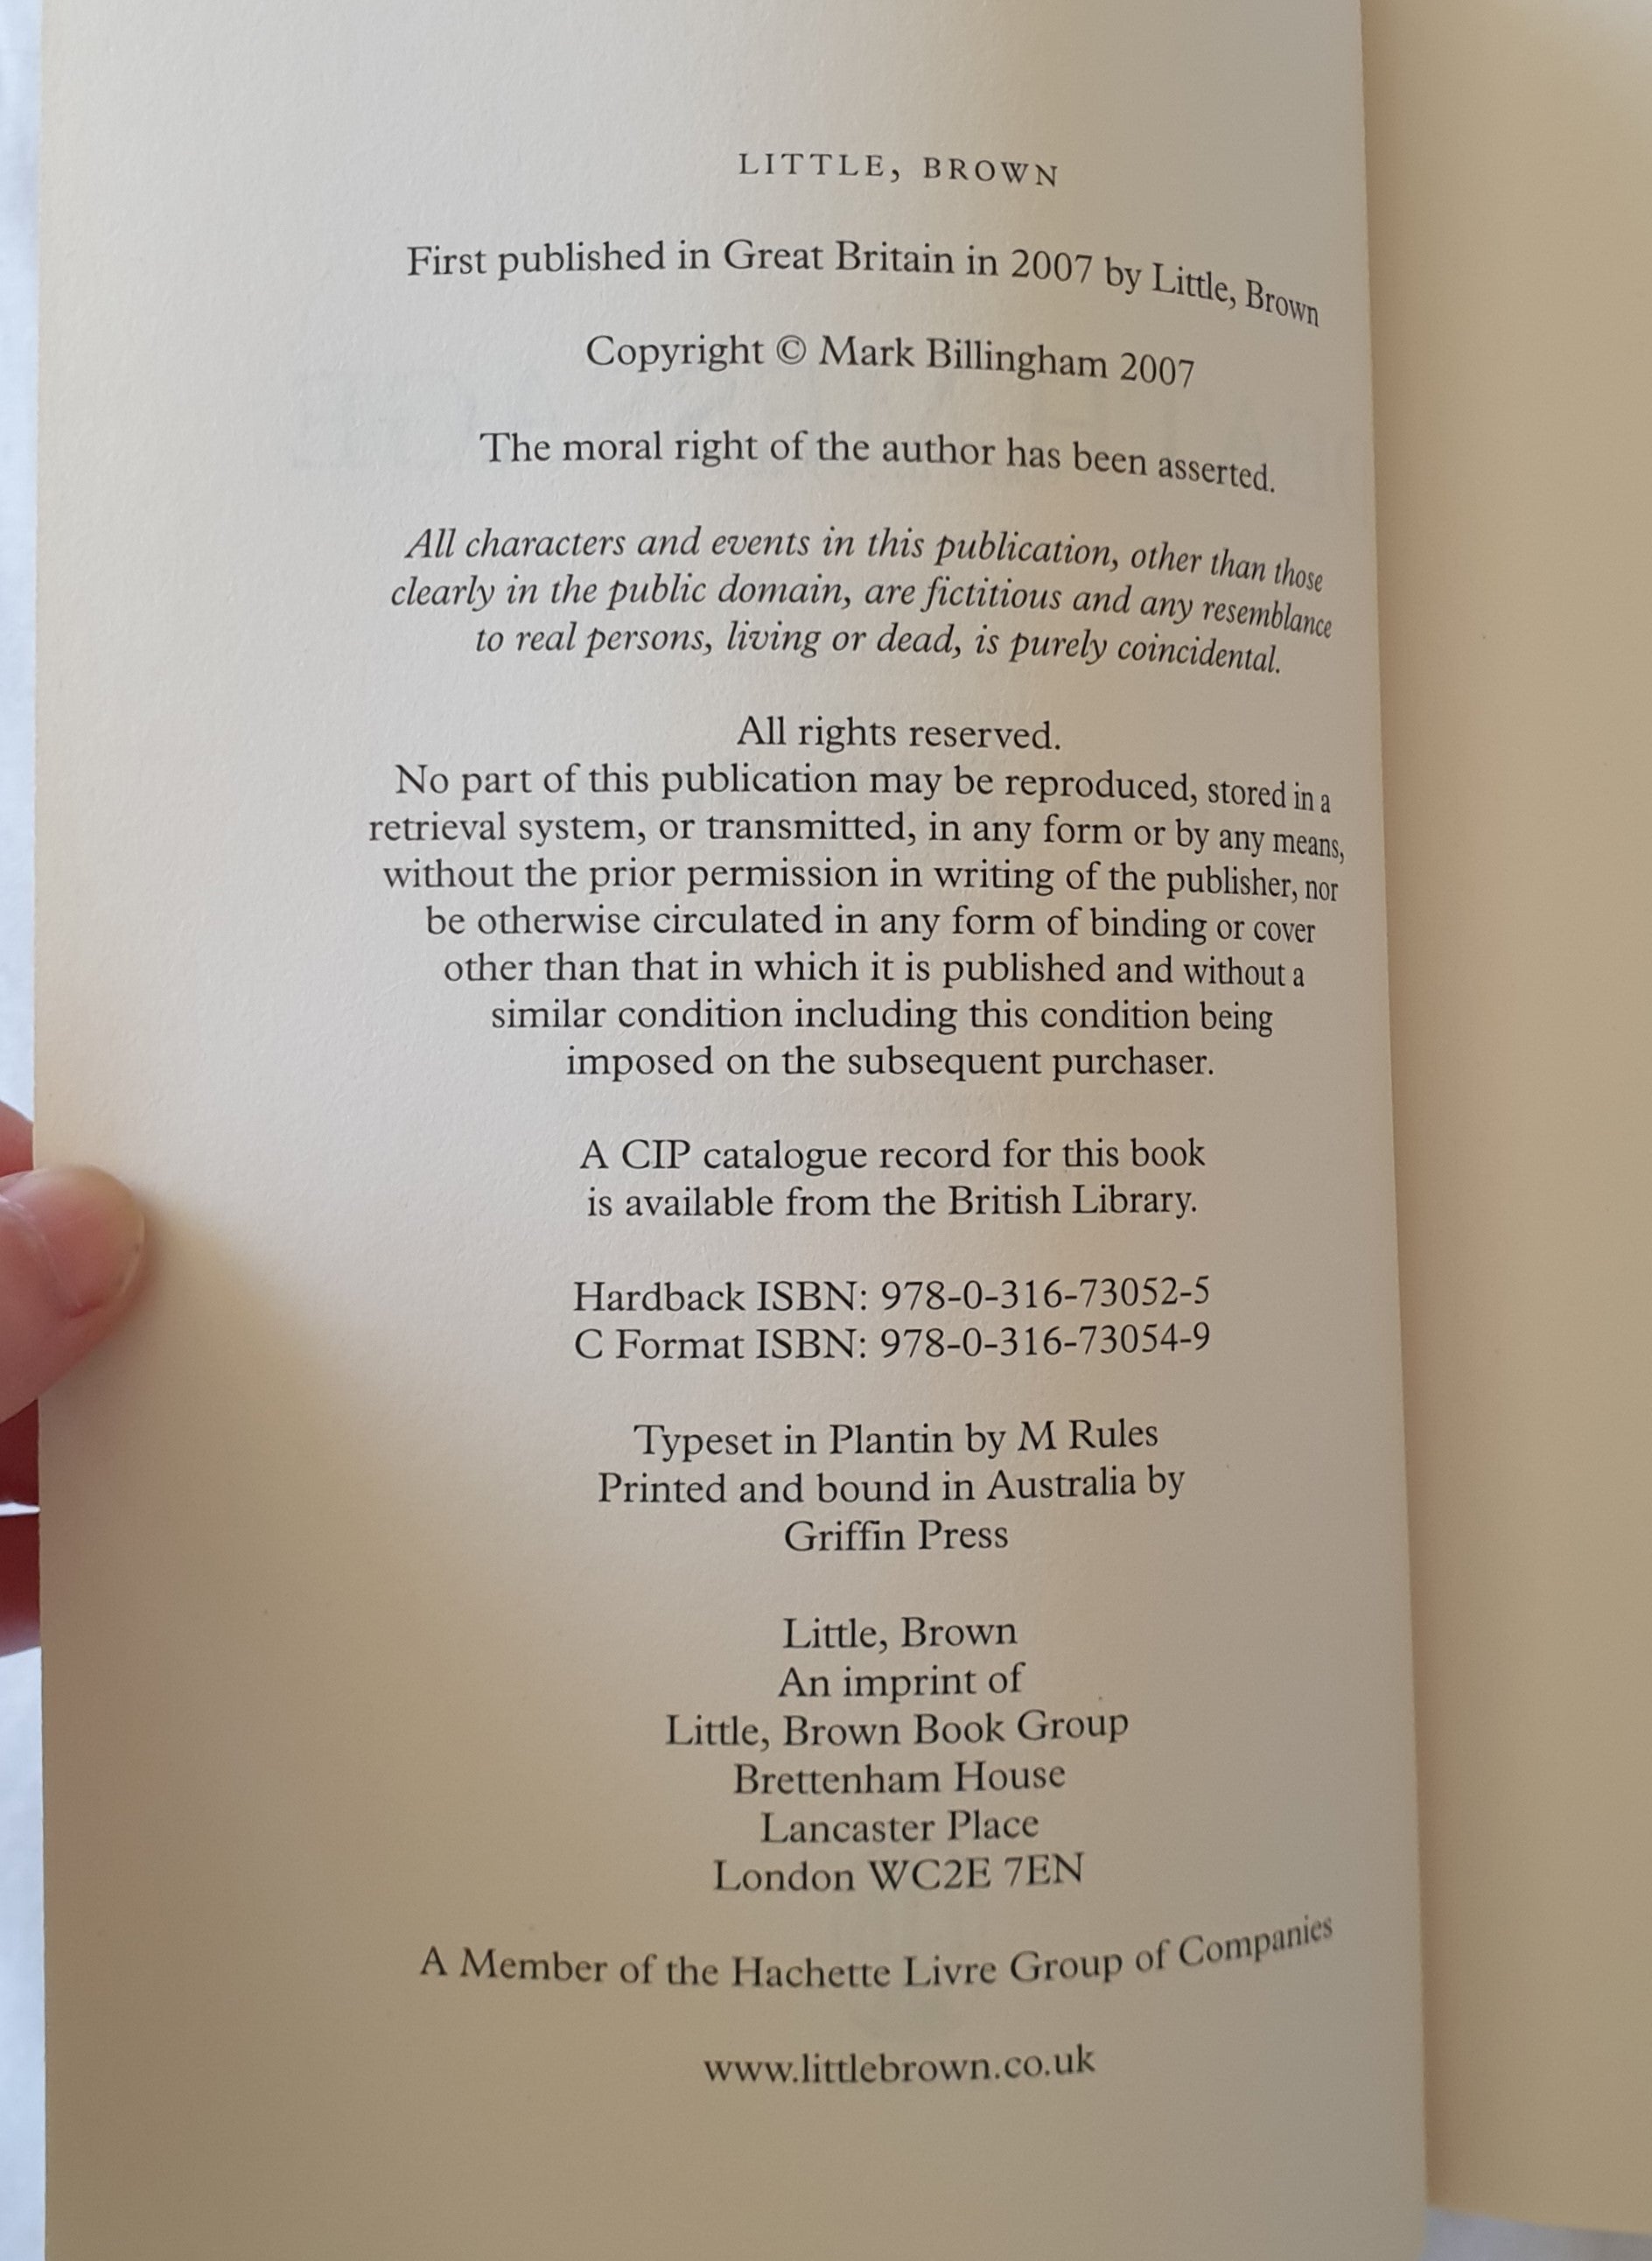 LITTLE, BROWN
First published in Great Britain in 2007 by Little, Brown
Copyright © Mark Billingham 2007
The moral right of the author has been asserted.
All characters and events in this publication, other than those
clearly in the public domain, are fictitious and any resemblance
to real persons, living or dead, is purely coincidental.
All rights reserved.
No part of this publication may be reproduced, stored in a
retrieval system, or transmitted, in any form or by any means,
without the prior permission in writing of the publisher, nor
be otherwise circulated in any form of binding or cover
other than that in which it is published and without a
similar condition including this condition being
imposed on the subsequent purchaser.
A CIP catalogue record for this book
is available from the British Library.
Hardback ISBN: 978-0-316-73052-5
C Format ISBN: 978-0-316-73054-9
Typeset in Plantin by M Rules
Printed and bound in Australia by
Griffin Press
Little, Brown
An imprint of
Little, Brown Book Group
Brettenham House
Lancaster Place
London WC2E 7EN
A Member of the Hachette Livre Group of Companies
www.littlebrown.co.uk